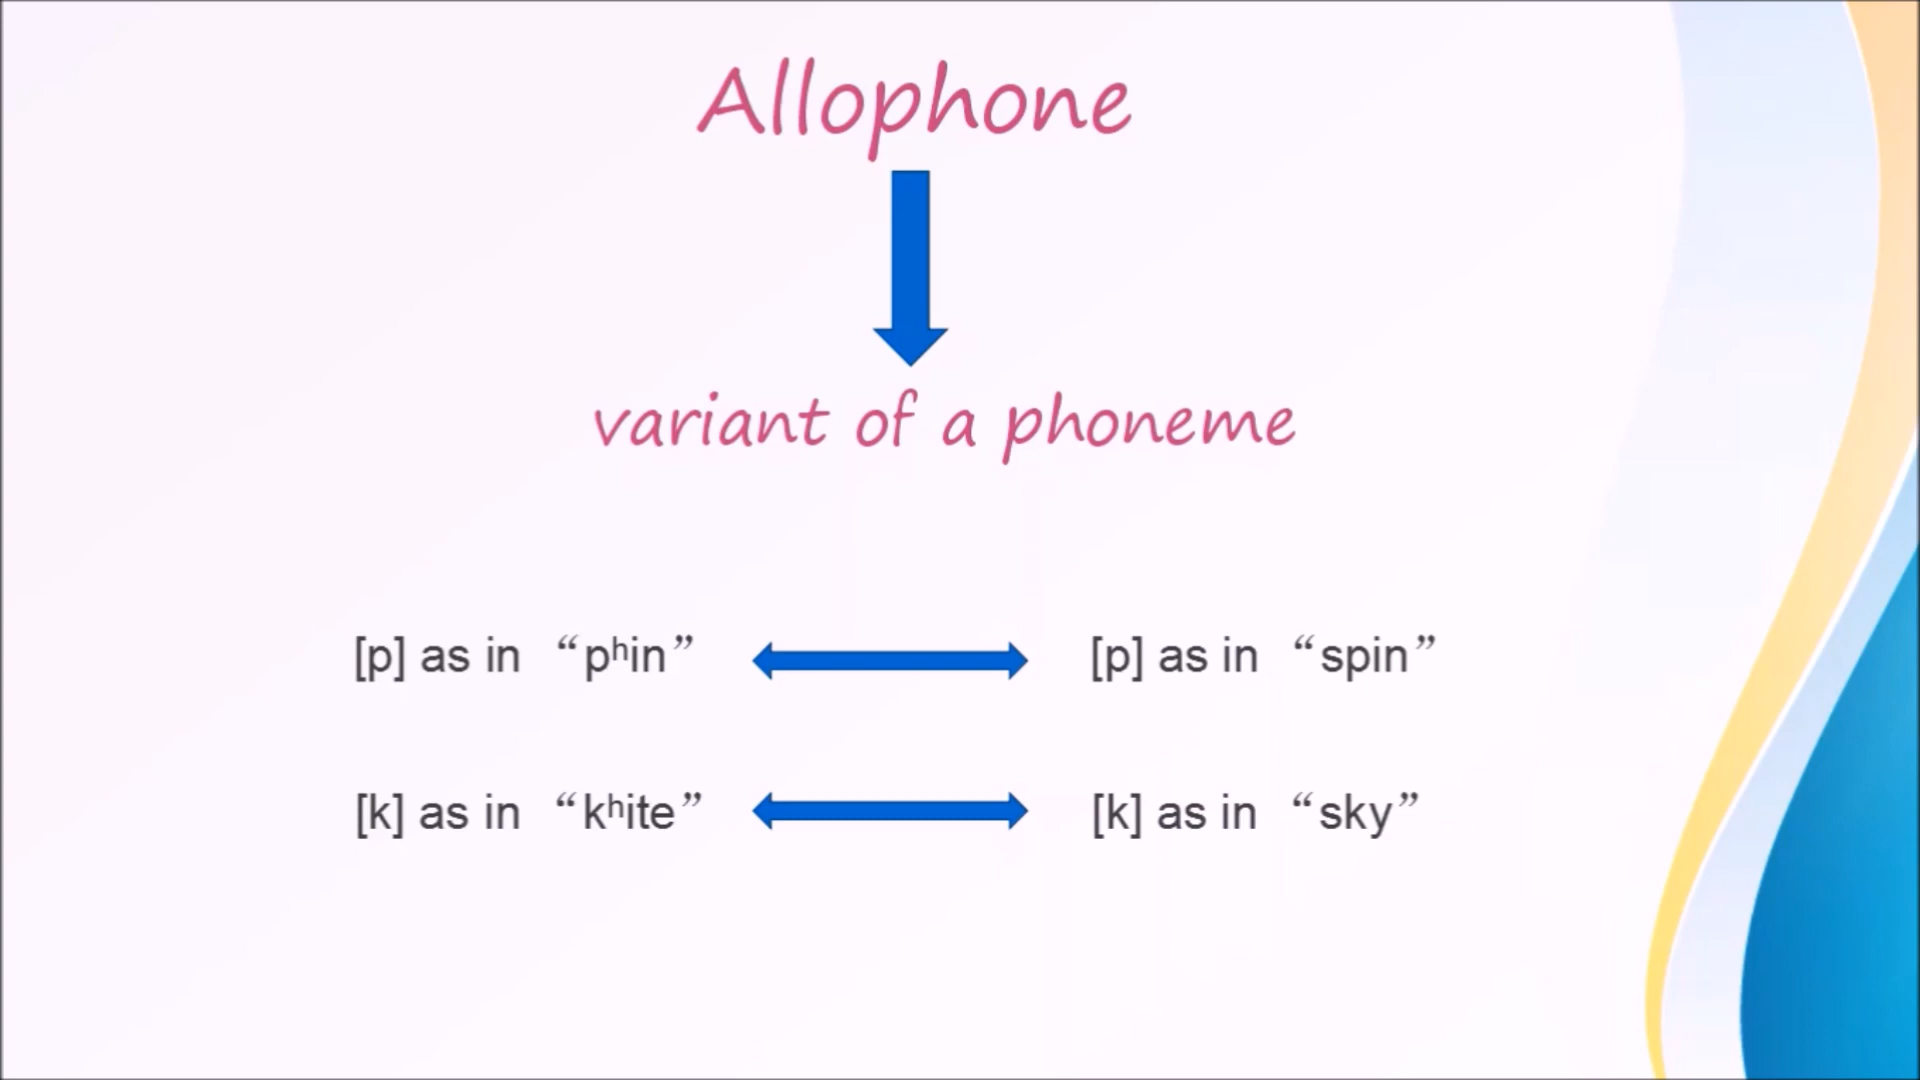 Allophone
variant of a phoneme
[p] as in “pʰin” [p] as in “spin”
[k] as in “kʰite” [k] as in “sky”